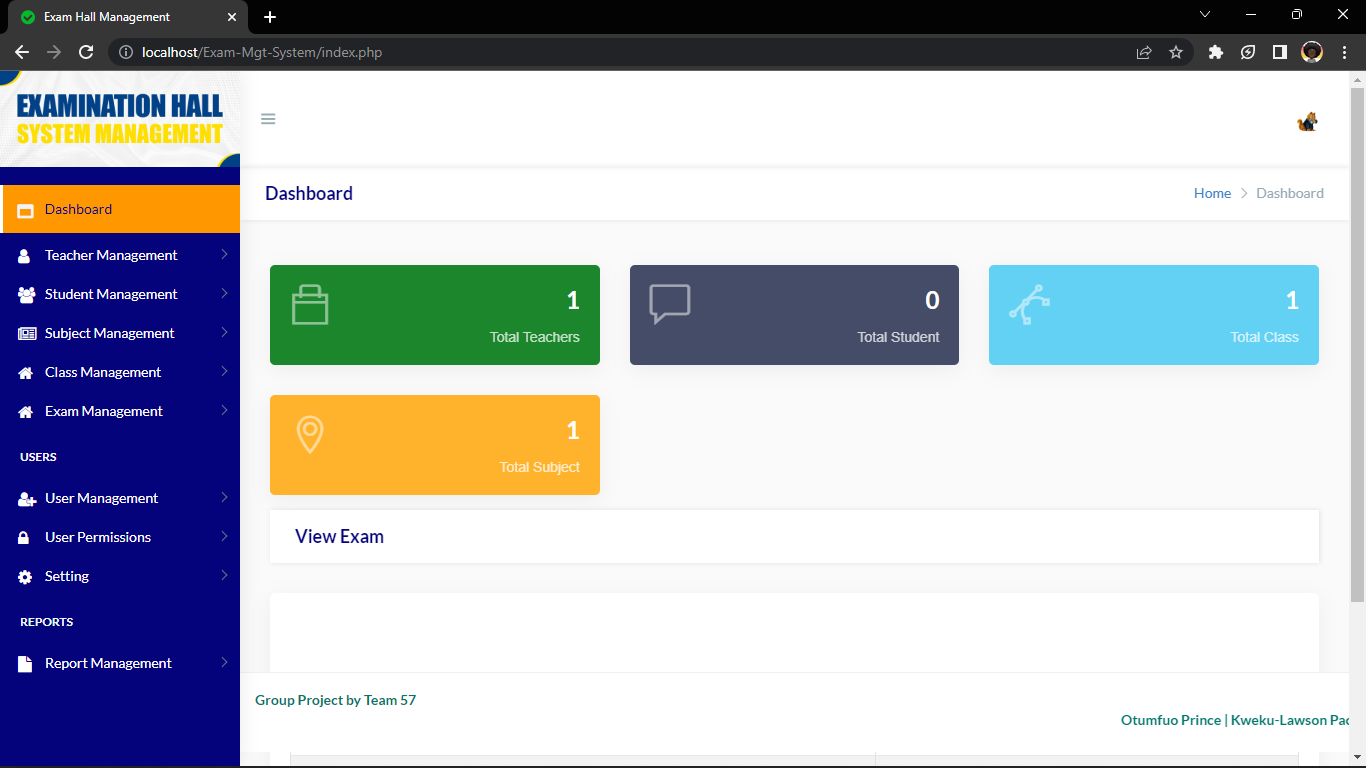 Exam Hall Management
localhost/Exam-Mgt-System/index.php
EXAMINATION HALL
SYSTEM MANAGEMENT
Dashboard
Teacher Management
Student Management
Subject Management
Class Management
Exam Management
USERS
User Management
User Permissions
Setting
REPORTS
Report Management
Dashboard
Home > Dashboard
1
Total Teachers
0
Total Student
1
Total Class
1
Total Subject
View Exam
Group Project by Team 57
Otumfuo Prince | Kweku-Lawson Pac